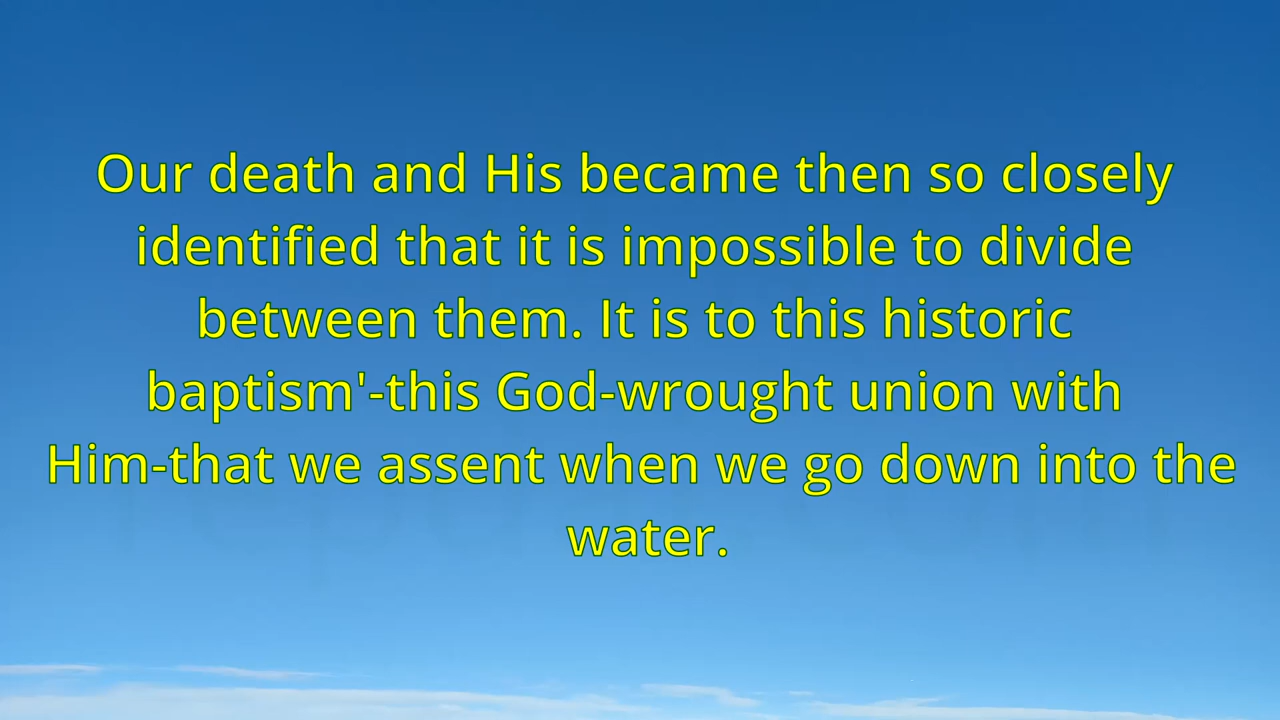 Our death and His became then so closely
identified that it is impossible to divide
between them. It is to this historic
baptism'-this God-wrought union with
Him-that we assent when we go down into the
water.